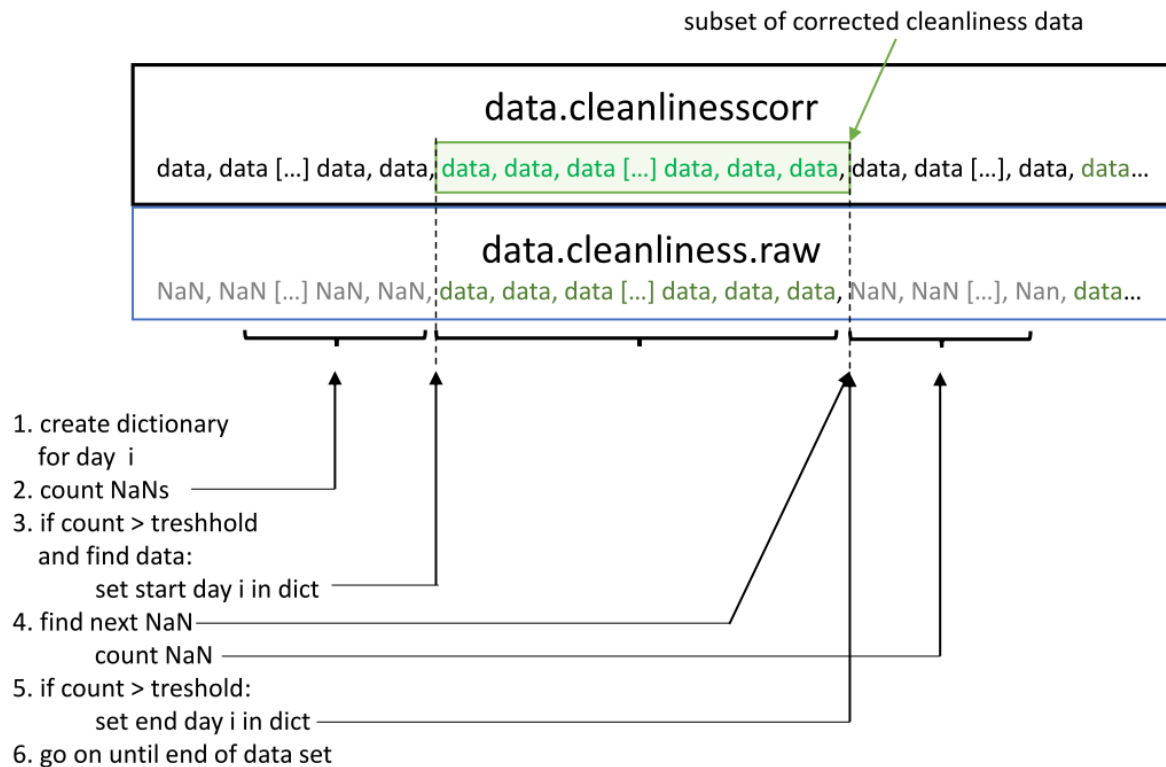 subset of corrected cleanliness data
data.cleanlinesscorr
data, data [...] data, data, data, data, data [...] data, data, data, data, data [...], data, data...
data.cleanliness.raw
NaN, NaN [...] NaN, NaN, data, data, data [...] data, data, data, NaN, NaN [...], Nan, data...
1. create dictionary
for day i
2. count NaNs
3. if count > treshhold
and find data:
set start day i in dict
4. find next NaN
count NaN
5. if count > treshold:
set end day i in dict
6. go on until end of data set